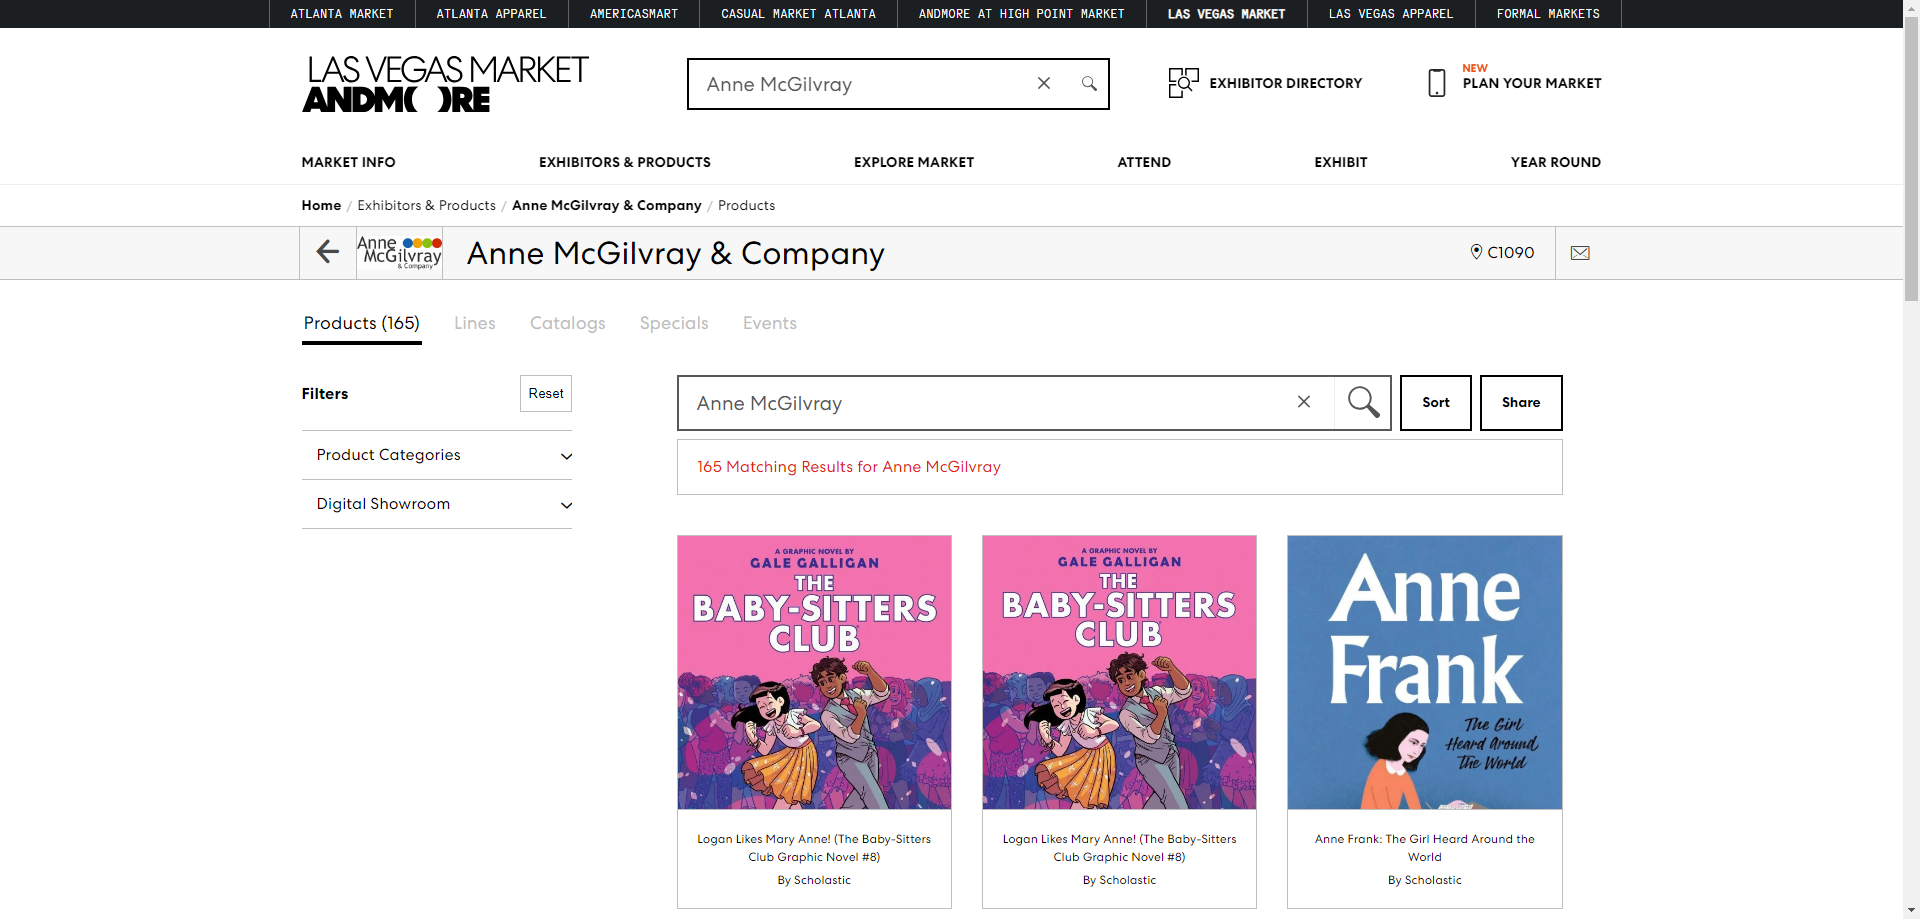 ATLANTA MARKET
ATLANTA APPAREL
AMERICASMART
CASUAL MARKET ATLANTA
ANDMORE AT HIGH POINT MARKET
LAS VEGAS MARKET
LAS VEGAS APPAREL
FORMAL MARKETS
LAS VEGAS MARKET
ANDMORE
Anne McGilvray
EXHIBITOR DIRECTORY
NEW
PLAN YOUR MARKET
MARKET INFO
EXHIBITORS & PRODUCTS
EXPLORE MARKET
ATTEND
EXHIBIT
YEAR ROUND
Home / Exhibitors & Products / Anne McGilvray & Company / Products
Anne
McGilvray
& Company
Anne McGilvray & Company
C1090
Products (165)
Lines
Catalogs
Specials
Events
Filters
Reset
Product Categories
Digital Showroom
Anne McGilvray
Sort
Share
165 Matching Results for Anne McGilvray
A GRAPHIC NOVEL BY
GALE GALLIGAN
THE
BABY-SITTERS
CLUB
Logan Likes Mary Anne! (The Baby-Sitters
Club Graphic Novel #8)
By Scholastic
A GRAPHIC NOVEL BY
GALE GALLIGAN
THE
BABY-SITTERS
CLUB
Logan Likes Mary Anne! (The Baby-Sitters
Club Graphic Novel #8)
By Scholastic
Anne
Frank
The Girl
Heard Around
The World
Anne Frank: The Girl Heard Around the
World
By Scholastic